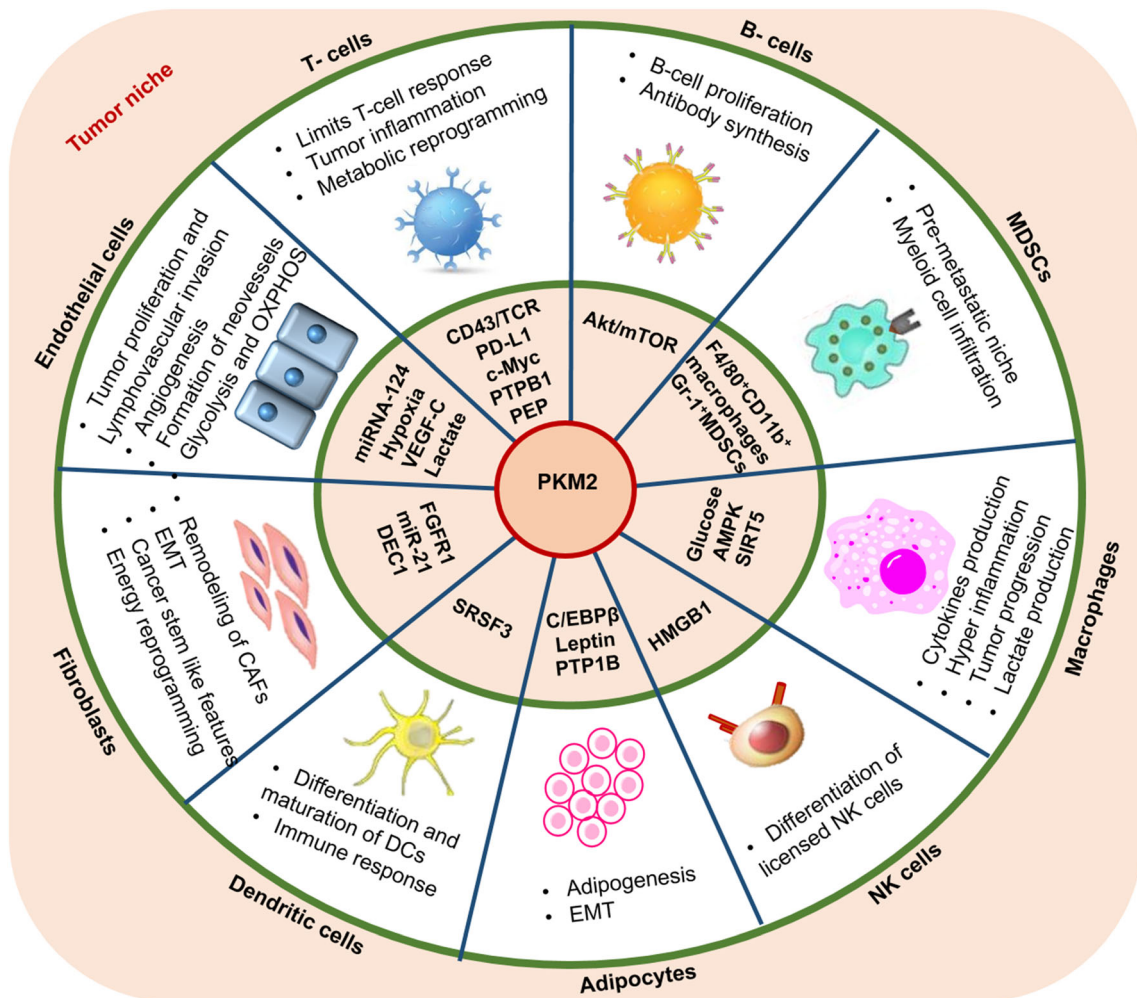 Tumor niche
T- cells
• Limits T-cell response
• Tumor inflammation
• Metabolic reprogramming
CD43/TCR
PD-L1
c-Myc
PTPB1
PEP
B- cells
• B-cell proliferation
• Antibody synthesis
Akt/mTOR
MDSCs
• Pre-metastatic niche
• Myeloid cell infiltration
F4/80⁺CD11b⁺
macrophages
Gr-1⁺MDSCs
Macrophages
• Cytokines production
• Hyper inflammation
• Tumor progression
• Lactate production
Glucose
AMPK
SIRT5
NK cells
• Differentiation of
licensed NK cells
HMGB1
Adipocytes
• Adipogenesis
• EMT
C/EBPβ
Leptin
PTP1B
Dendritic cells
• Differentiation and
maturation of DCs
• Immune response
SRSF3
Fibroblasts
• Remodeling of CAFs
• EMT
• Cancer stem like features
• Energy reprogramming
FGFR1
miR-21
DEC1
Endothelial cells
• Tumor proliferation and
Lymphovascular invasion
• Angiogenesis
• Formation of neovessels
• Glycolysis and OXPHOS
miRNA-124
Hypoxia
VEGF-C
Lactate
PKM2